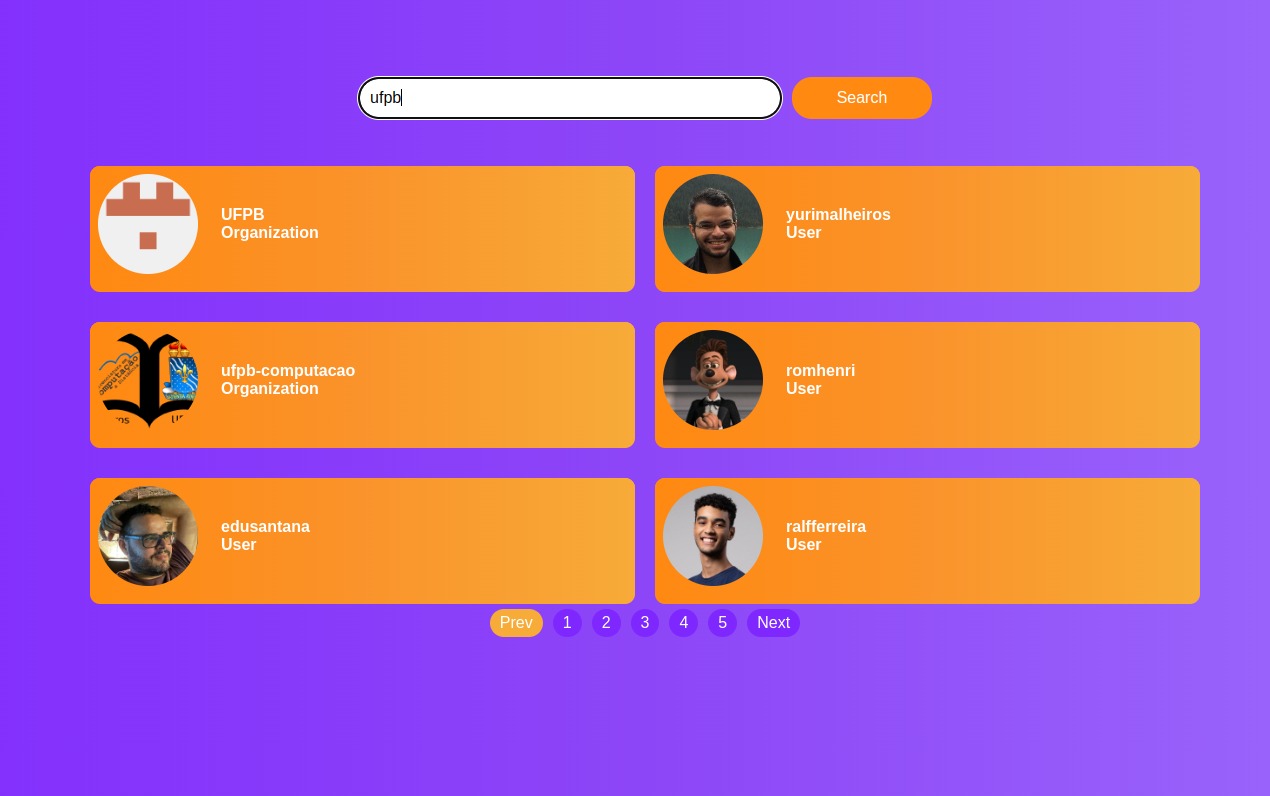 ufpb
Search
UFPB
Organization
yurimalheiros
User
computação
ufpb-computacao
Organization
romhenri
User
edusantana
User
ralfferreira
User
Prev 1 2 3 4 5 Next